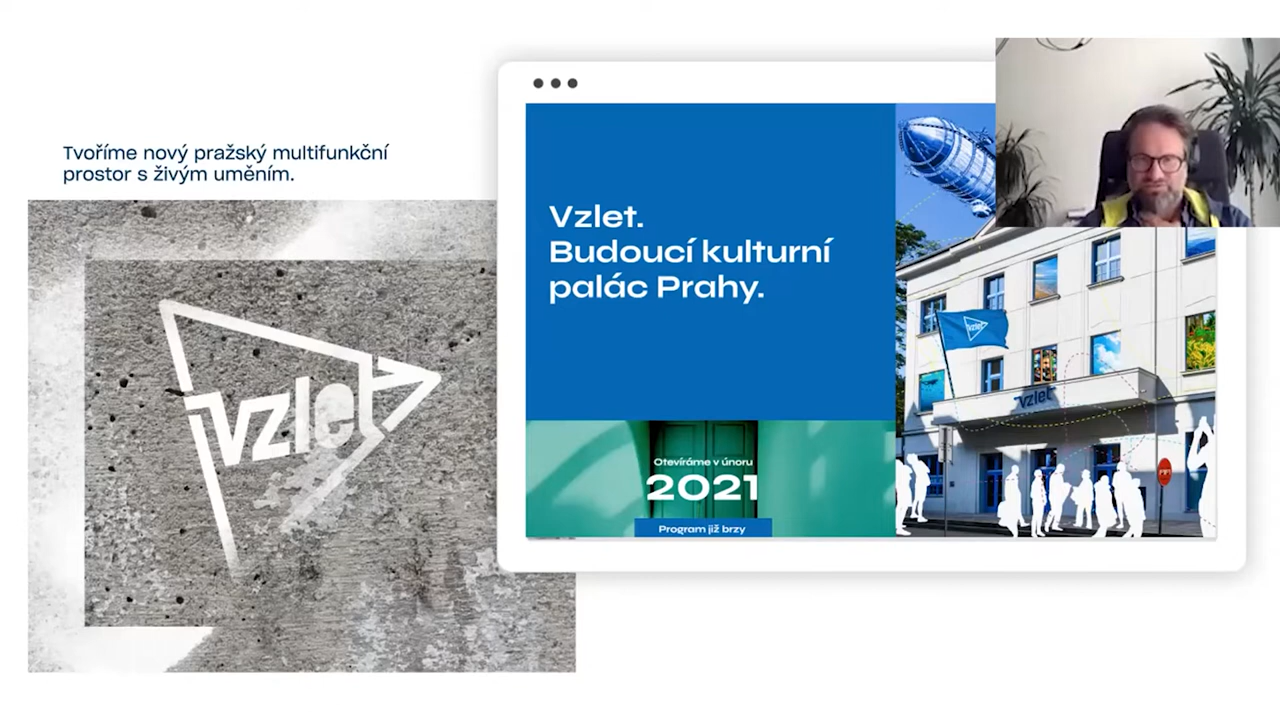 Tvoříme nový pražský multifunkční
prostor s živým uměním.
Vzlet
Vzlet.
Budoucí kulturní
palác Prahy.
Otevíráme v únoru
2021
Program již brzy
Vzlet
Vzlet